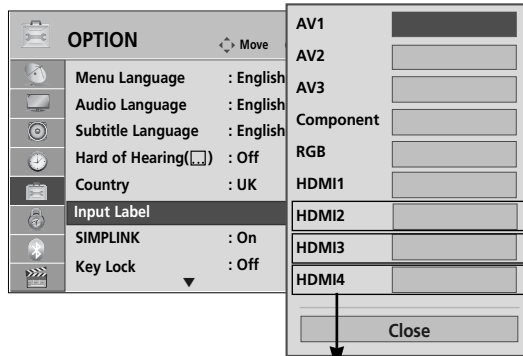 OPTION
Move
Menu Language : English
Audio Language : English
Subtitle Language : English
Hard of Hearing( ) : Off
Country : UK
Input Label
SIMPLINK : On
Key Lock : Off
AV1
AV2
AV3
Component
RGB
HDMI1
HDMI2
HDMI3
HDMI4
Close